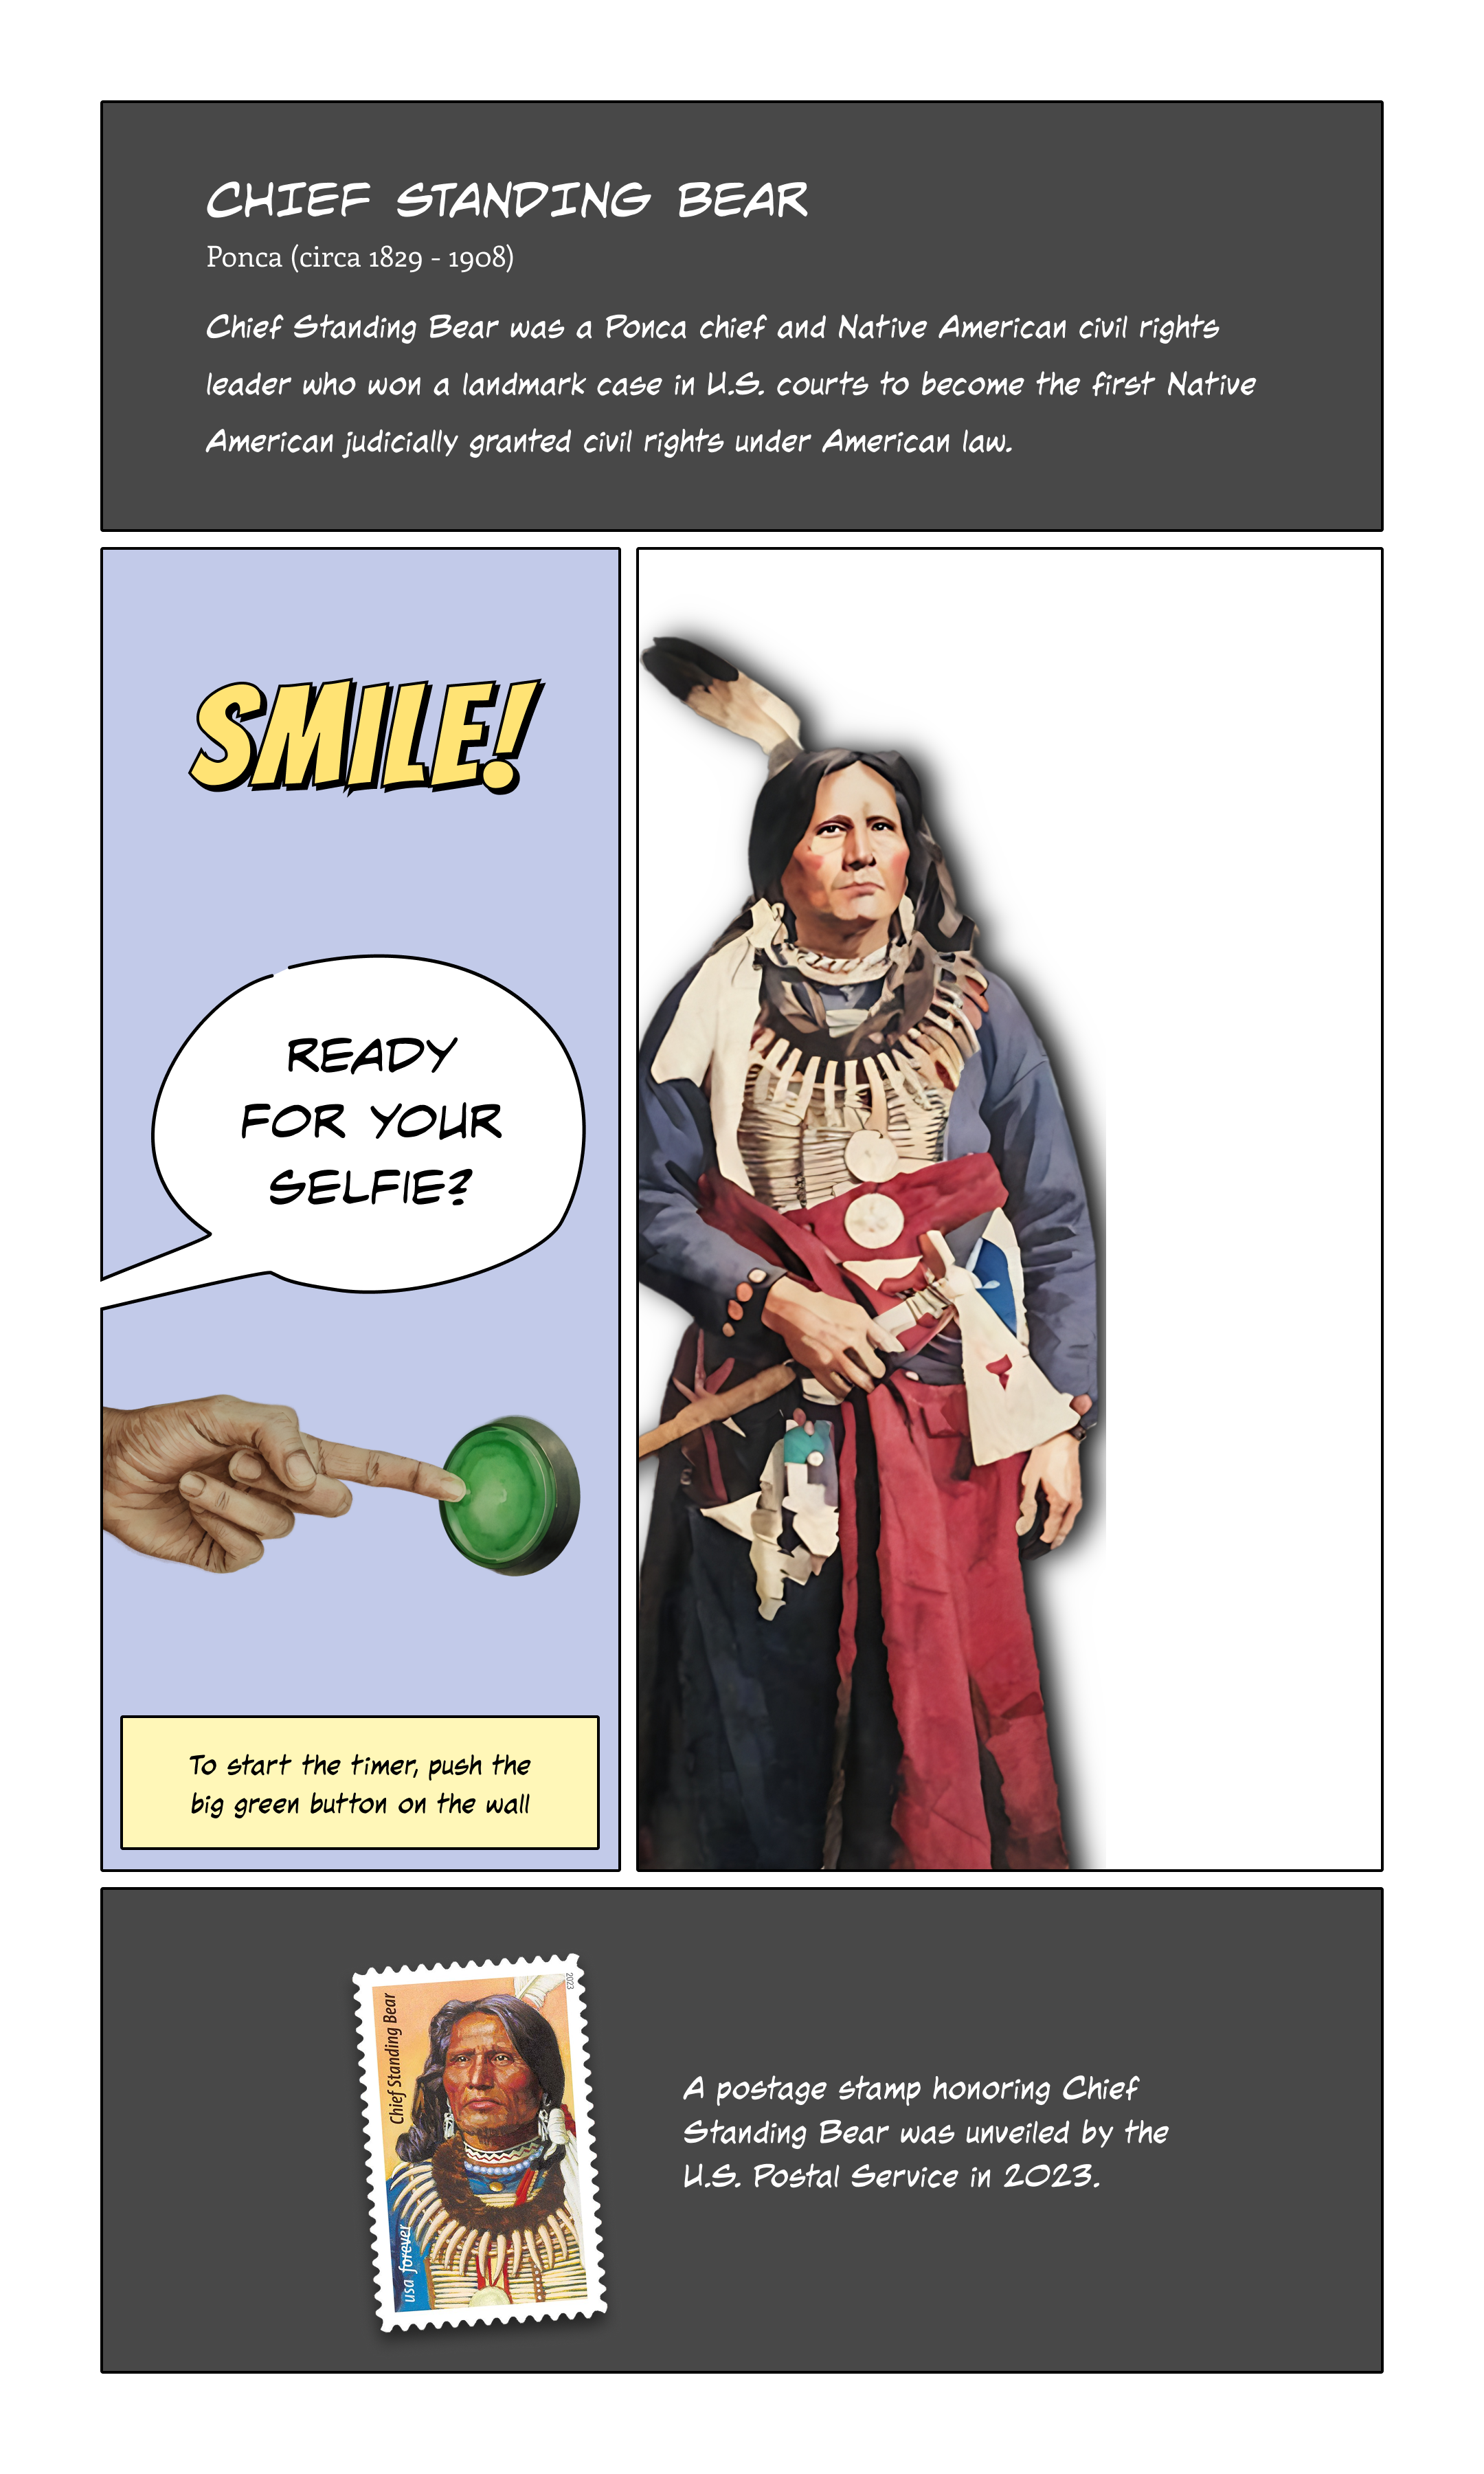 CHIEF STANDING BEAR
Ponca (circa 1829 - 1908)
Chief Standing Bear was a Ponca chief and Native American civil rights
leader who won a landmark case in U.S. courts to become the first Native
American judicially granted civil rights under American law.
SMILE!
READY
FOR YOUR
SELFIE?
To start the timer, push the
big green button on the wall
2023
Chief Standing Bear
usa forever
A postage stamp honoring Chief
Standing Bear was unveiled by the
U.S. Postal Service in 2023.